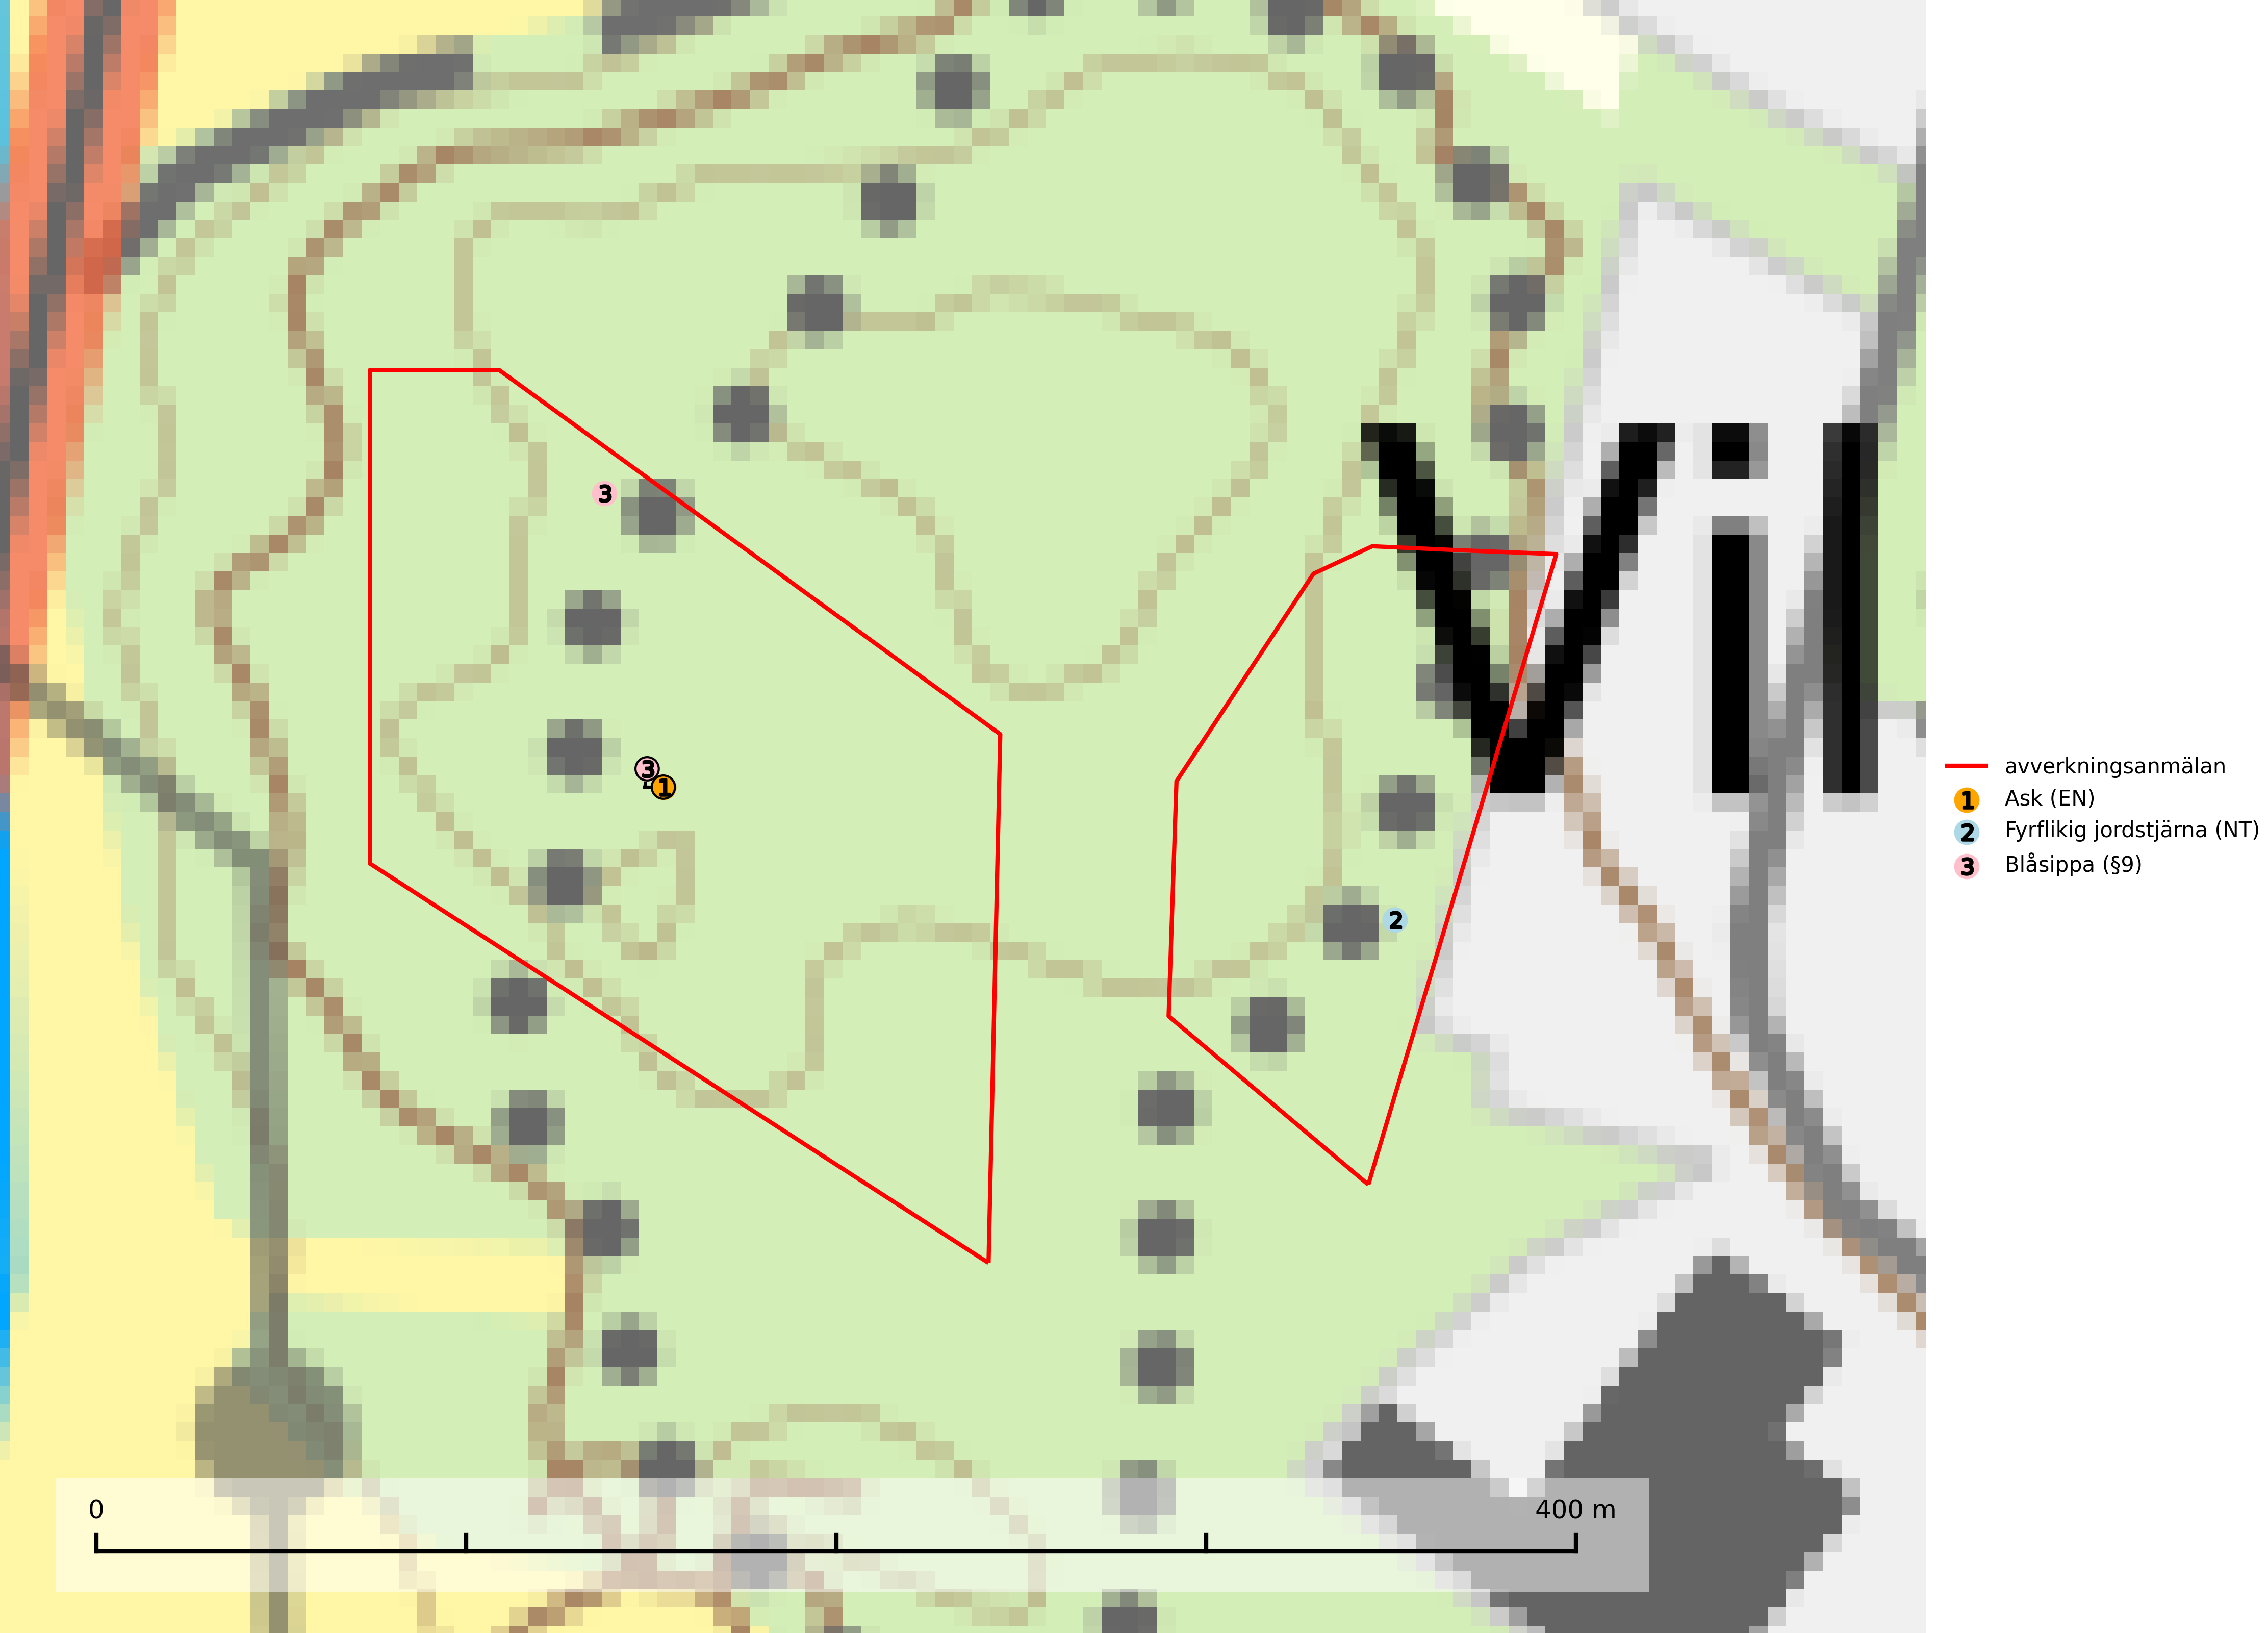 Vil
3
3
1
2
avverkningsanmälan
1 Ask (EN)
2 Fyrflikig jordstjärna (NT)
3 Blåsippa (§9)
0 400 m